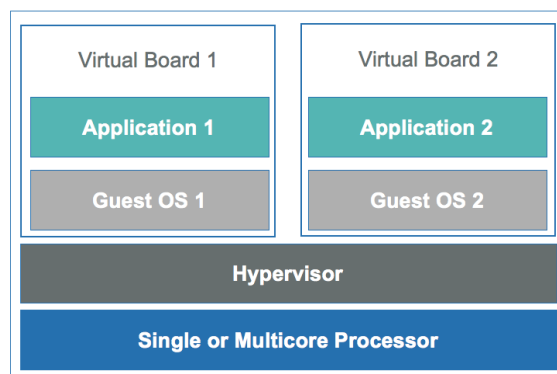 Virtual Board 1
Application 1
Guest OS 1
Virtual Board 2
Application 2
Guest OS 2
Hypervisor
Single or Multicore Processor